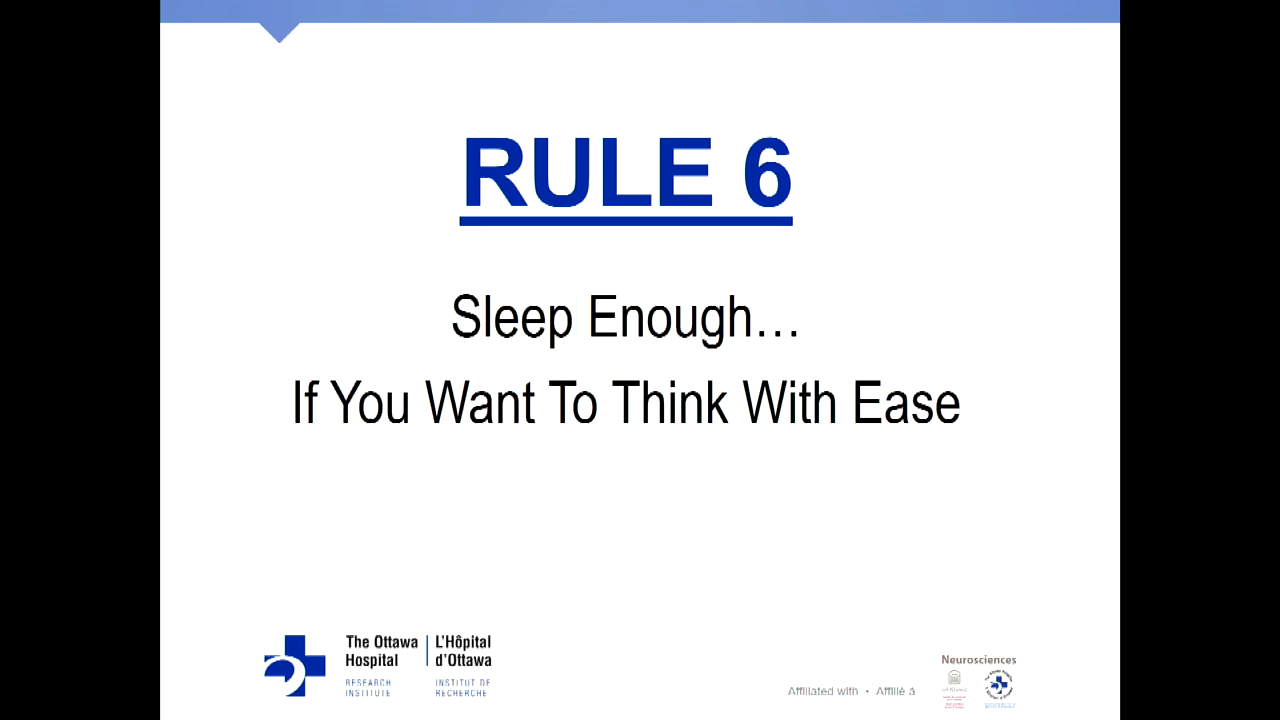 RULE 6
Sleep Enough…
If You Want To Think With Ease
The Ottawa Hospital
RESEARCH INSTITUTE
L'Hôpital d'Ottawa
INSTITUT DE RECHERCHE
Affiliated with • Affilié à
Neurosciences